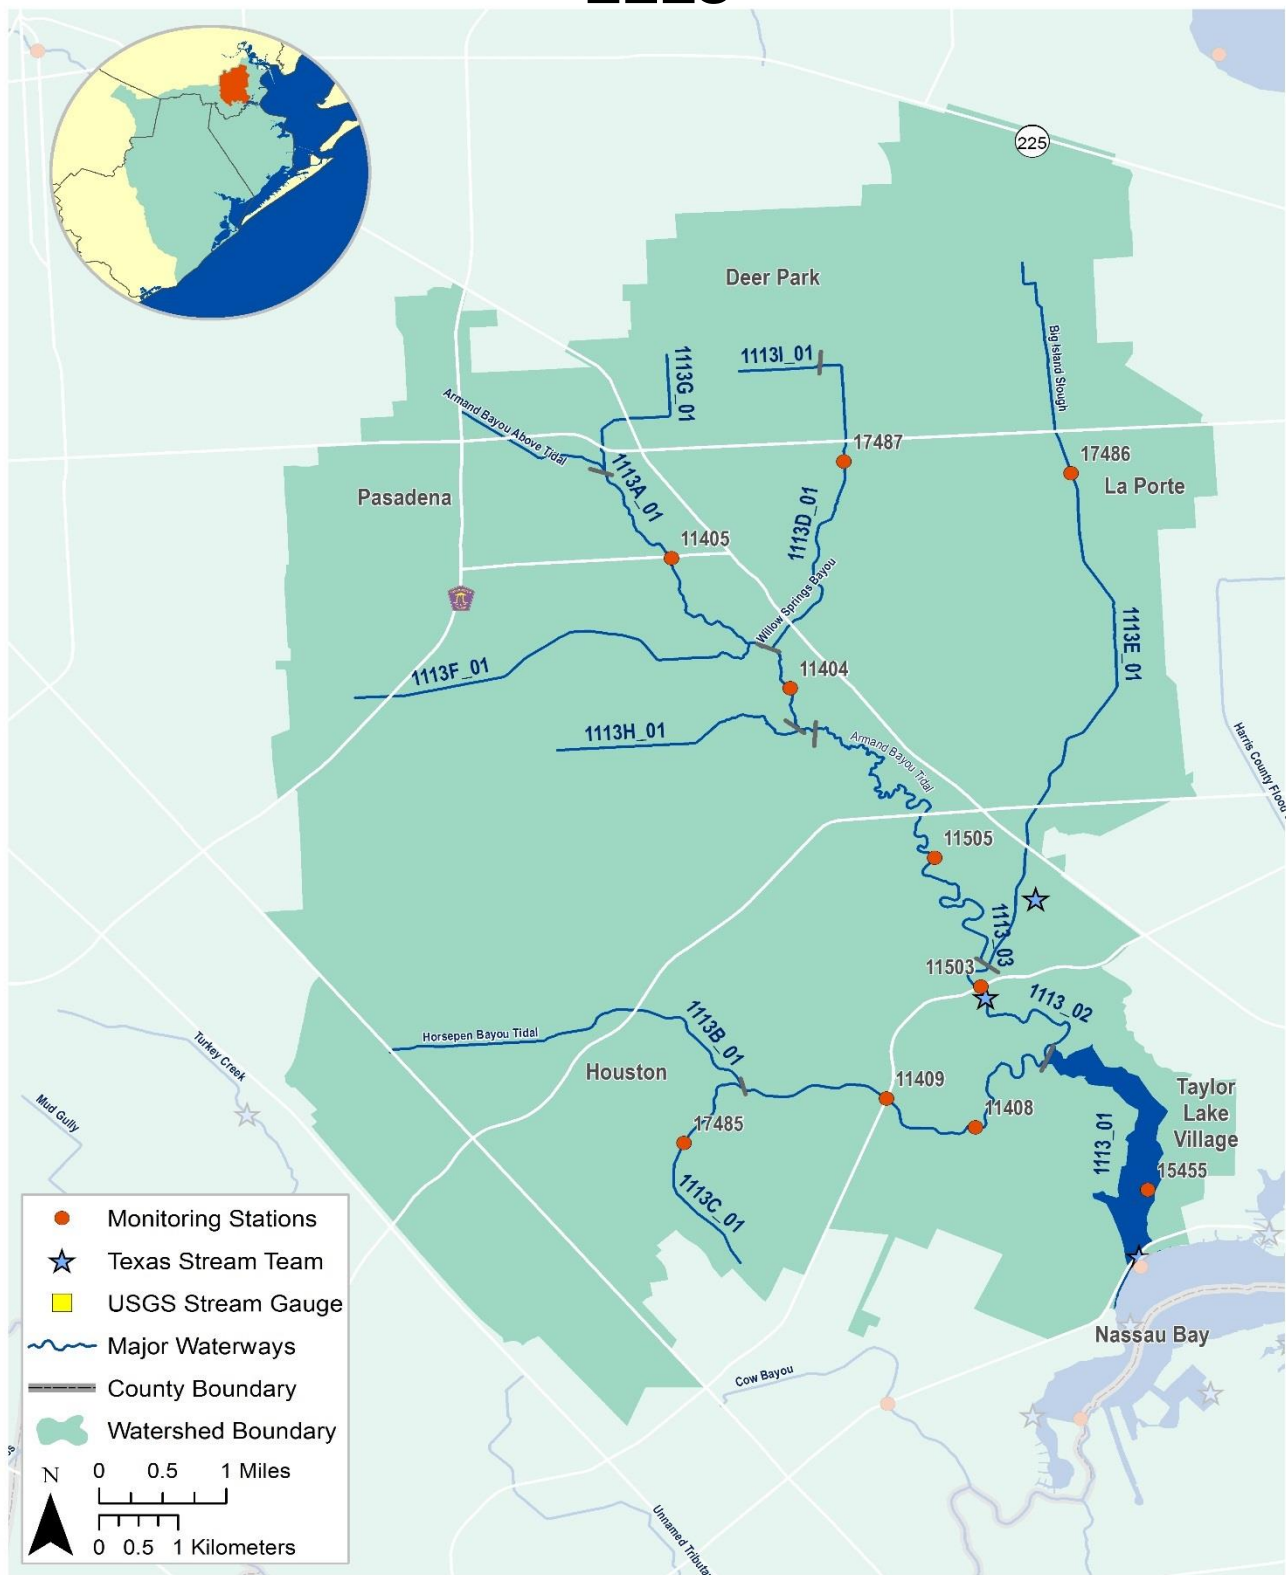 225
Deer Park
1113G_01
1113I_01
Big Island Slough
Armand Bayou Above Tidal
17487
17486
La Porte
1113A_01
Pasadena
1113D_01
11405
Willow Springs Bayou
1113E_01
1113F_01
11404
1113H_01
Armand Bayou Tidal
Harris County Flood
11505
1113_03
11503
1113_02
1113B_01
Horsepen Bayou Tidal
Turkey Creek
Houston
11409
11408
Taylor
Lake
Village
Mud Gully
17485
1113_01
15455
1113C_01
Nassau Bay
Cow Bayou
Unnamed
Monitoring Stations
Texas Stream Team
USGS Stream Gauge
Major Waterways
County Boundary
Watershed Boundary
N
0 0.5 1 Miles
0 0.5 1 Kilometers